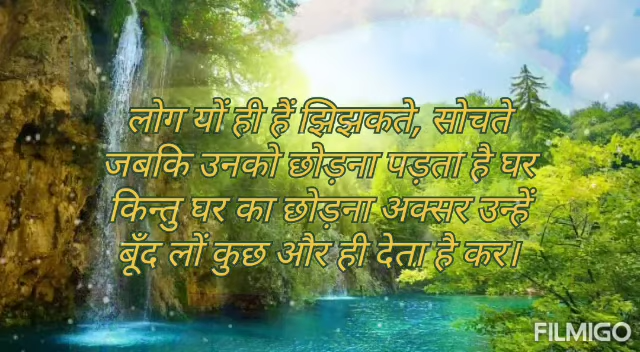 लोग यों ही हैं झिझकते, सोचते
जबकि उनको छोड़ना पड़ता है घर
किन्तु घर का छोड़ना अक्सर उन्हें
बूँद लों कुछ और ही देता है कर।
FILMIGO